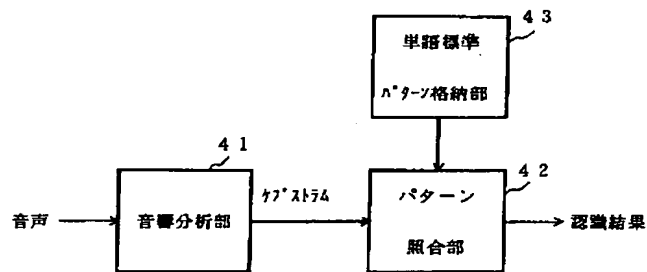 ４３
単語標準
ﾊﾟﾀｰﾝ格納部
４１
４２
音声
音響分析部
ｹﾌﾟｽﾄﾗﾑ
パターン
照合部
認識結果